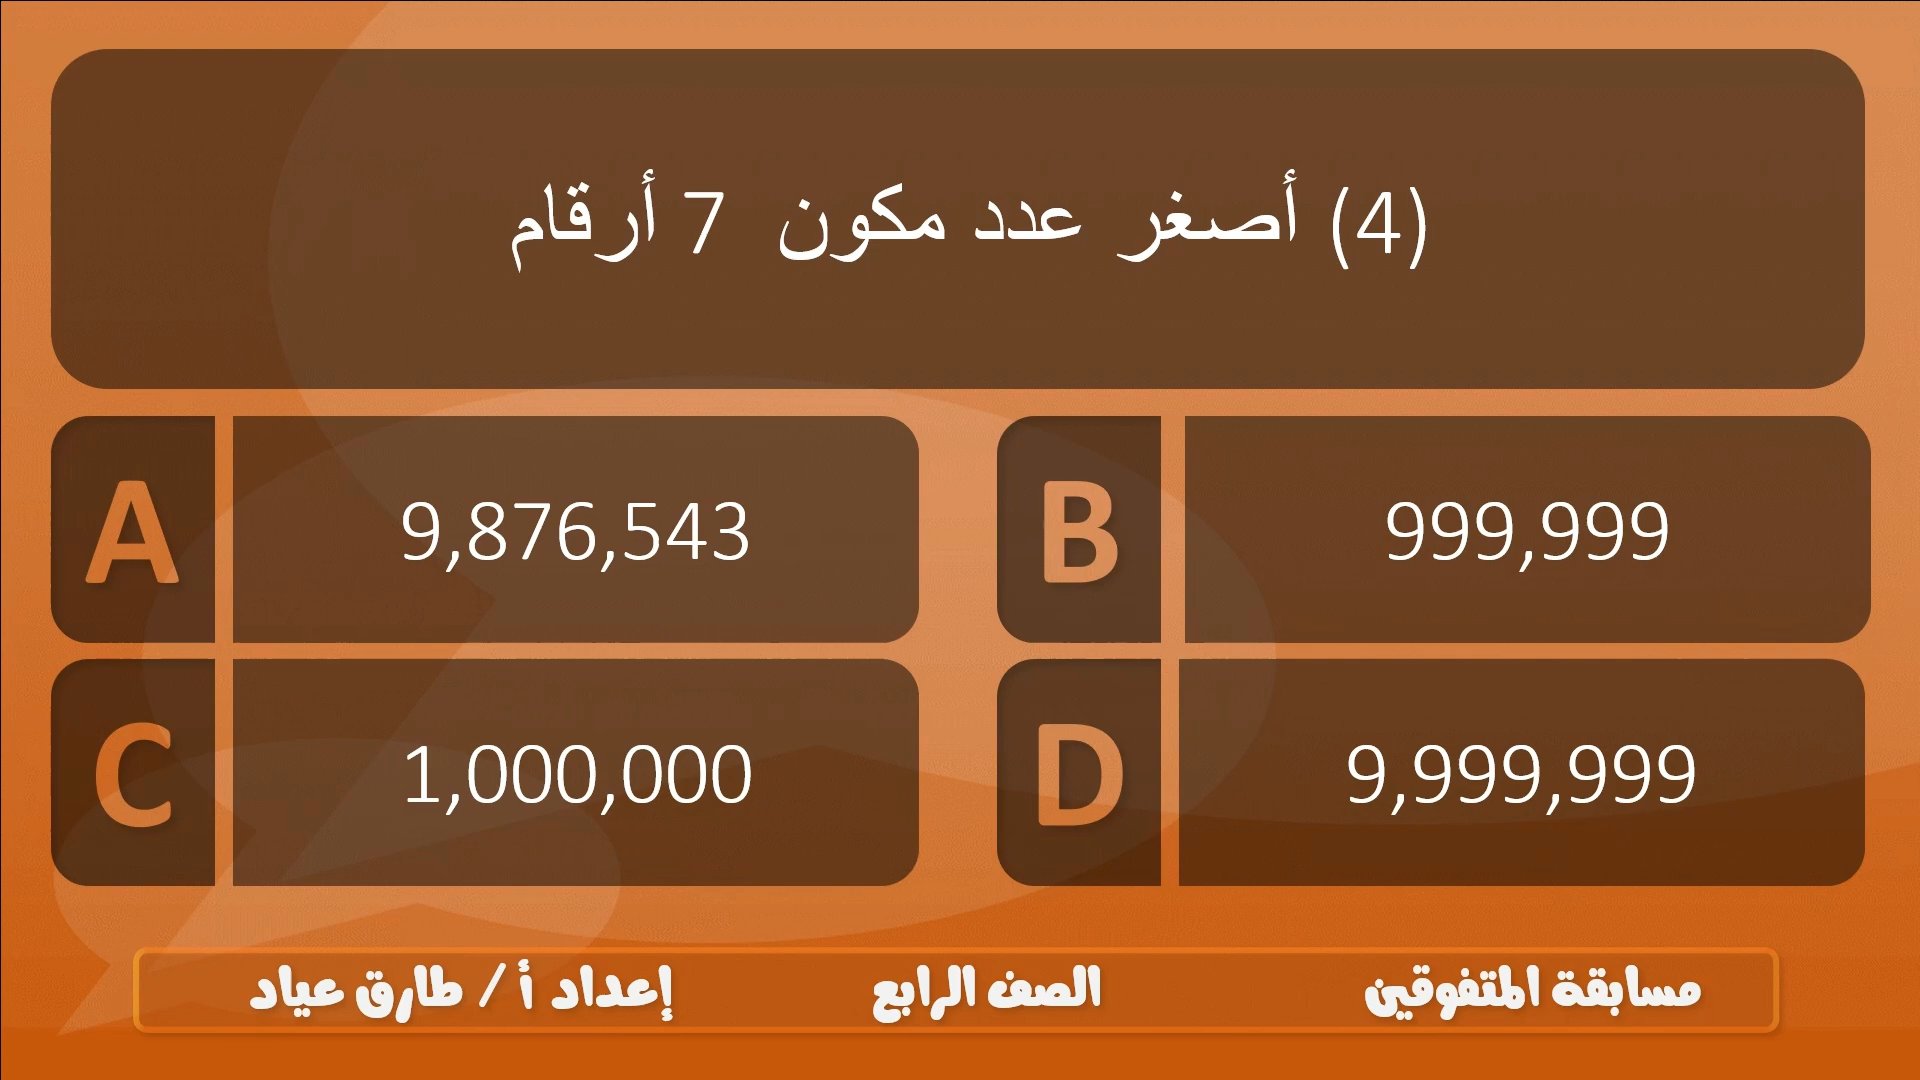 (4) أصغر عدد مكون 7 أرقام
A 9,876,543
B 999,999
C 1,000,000
D 9,999,999
مسابقة المتفوقين الصف الرابع إعداد أ / طارق عياد